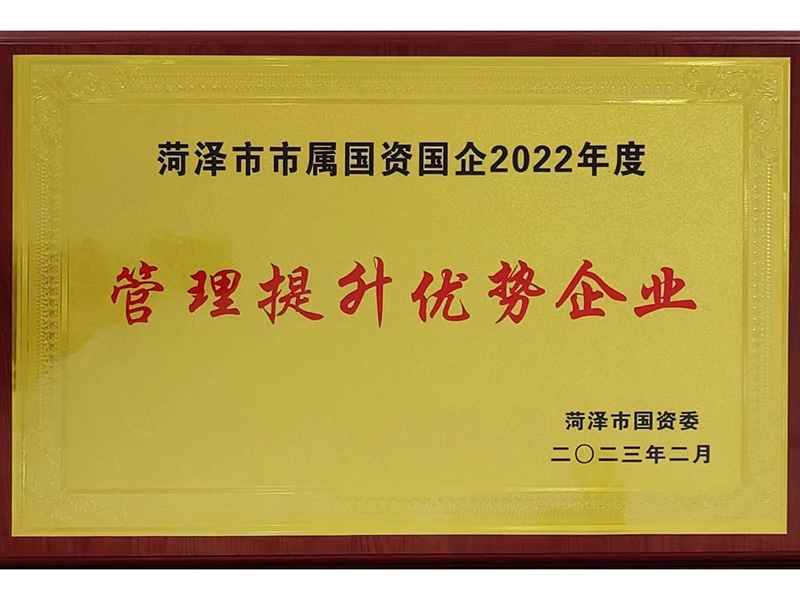 菏泽市市属国资国企2022年度
管理提升优势企业
菏泽市国资委
二〇二三年二月